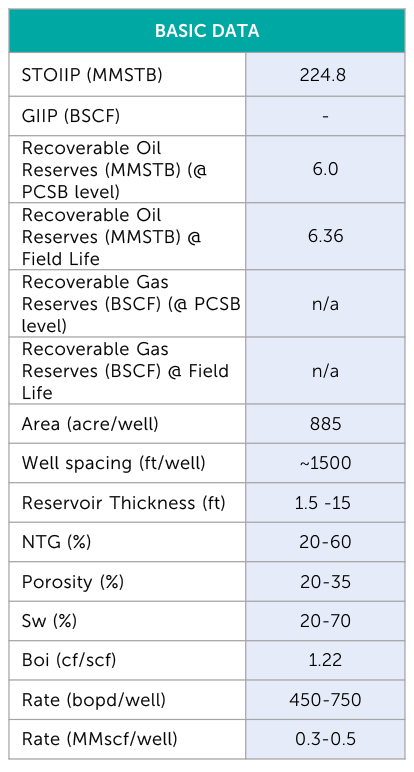 BASIC DATA
STOIIP (MMSTB) 224.8
GIIP (BSCF) -
Recoverable Oil
Reserves (MMSTB) (@
PCSB level) 6.0
Recoverable Oil
Reserves (MMSTB) @
Field Life 6.36
Recoverable Gas
Reserves (BSCF) (@ PCSB
level) n/a
Recoverable Gas
Reserves (BSCF) @ Field
Life n/a
Area (acre/well) 885
Well spacing (ft/well) ~1500
Reservoir Thickness (ft) 1.5 -15
NTG (%) 20-60
Porosity (%) 20-35
Sw (%) 20-70
Boi (cf/scf) 1.22
Rate (bopd/well) 450-750
Rate (MMscf/well) 0.3-0.5